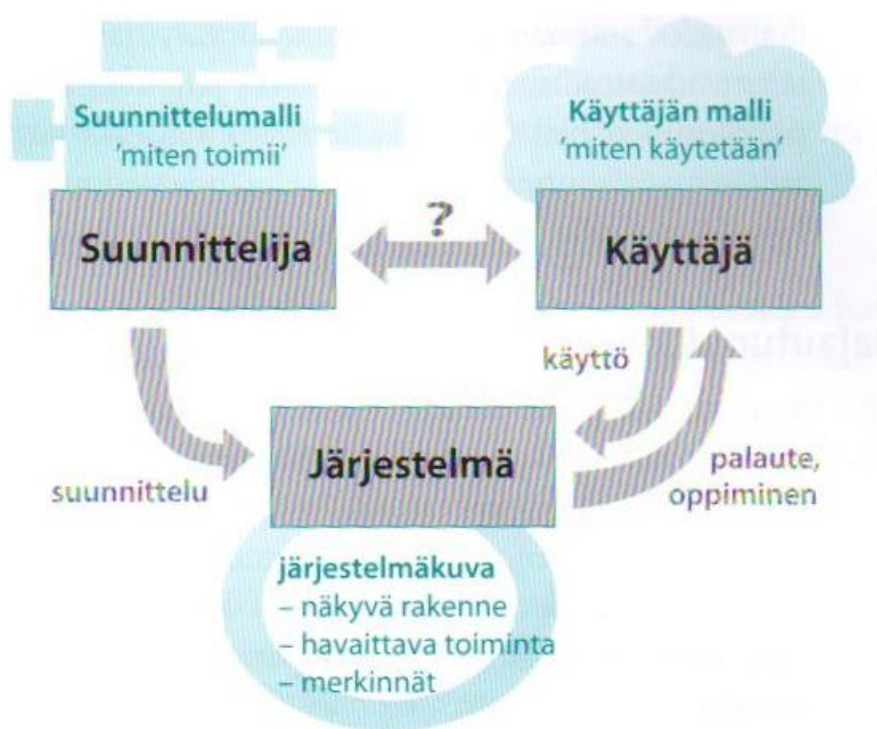 Suunnittelumalli
'miten toimii'
Käyttäjän malli
'miten käytetään'
?
Suunnittelija
Käyttäjä
käyttö
Järjestelmä
suunnittelu
palaute,
oppiminen
järjestelmäkuva
– näkyvä rakenne
– havaittava toiminta
– merkinnät